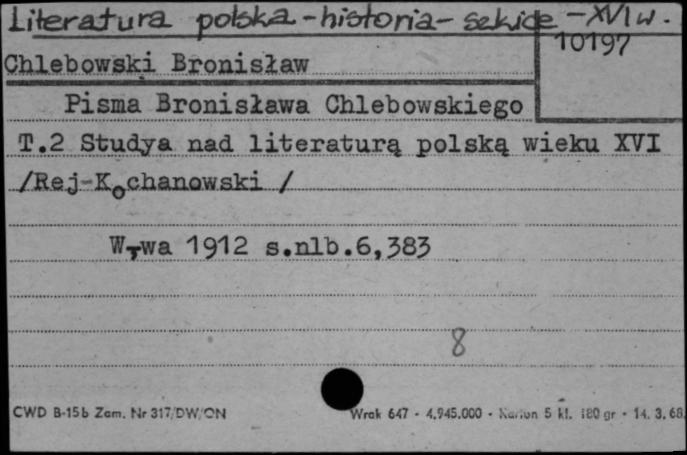 Literatura polska - historia - szkice - XVI w.
10197
Chlebowski Bronisław
Pisma Bronisława Chlebowskiego
T.2 Studya nad literaturą polską wieku XVI
/Rej-Kochanowski /
W-wa 1912 s.nlb.6,383
8
CWD B-15b Zam. Nr 317/DW/ON
Wrak 647 - 4.945.000 - Karton 5 kl. 180 gr - 14. 3. 68.